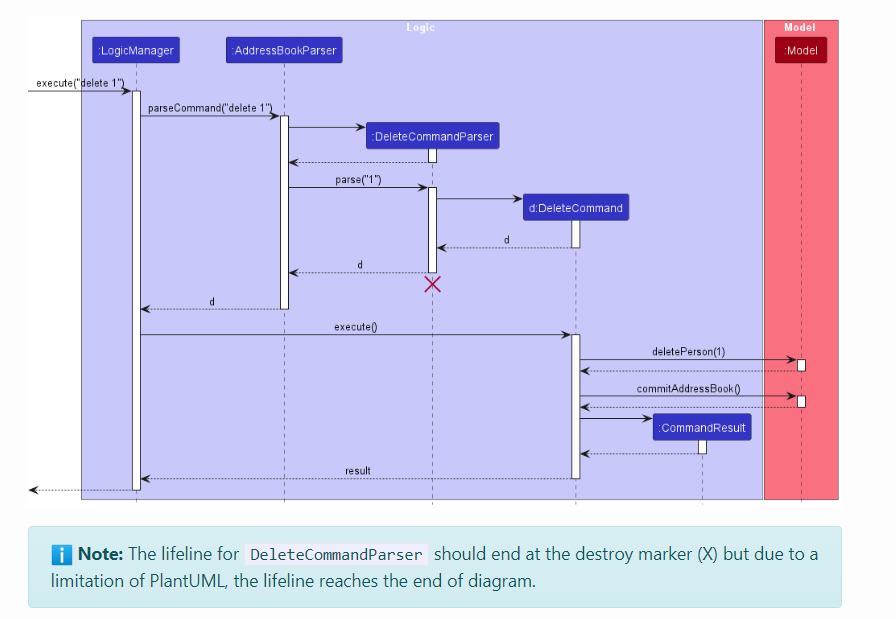 Logic
Model
:LogicManager
:AddressBookParser
:Model
execute("delete 1")
parseCommand("delete 1")
:DeleteCommandParser
parse("1")
d:DeleteCommand
d
d
d
execute()
deletePerson(1)
commitAddressBook()
:CommandResult
result
Note: The lifeline for DeleteCommandParser should end at the destroy marker (X) but due to a
limitation of PlantUML, the lifeline reaches the end of diagram.